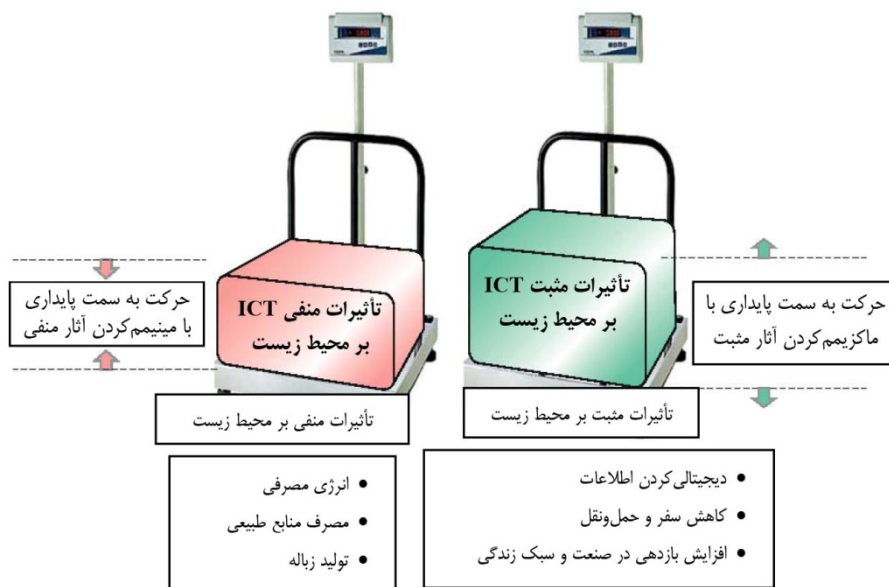 تأثیرات مثبت ICT
بر محیط زیست
تأثیرات منفی ICT
بر محیط زیست
حرکت به سمت پایداری با
ماکزیمم‌کردن آثار مثبت
حرکت به سمت پایداری
با مینیمم‌کردن آثار منفی
تأثیرات مثبت بر محیط زیست
تأثیرات منفی بر محیط زیست
• دیجیتالی‌کردن اطلاعات
• کاهش سفر و حمل‌ونقل
• افزایش بازدهی در صنعت و سبک زندگی
• انرژی مصرفی
• مصرف منابع طبیعی
• تولید زباله